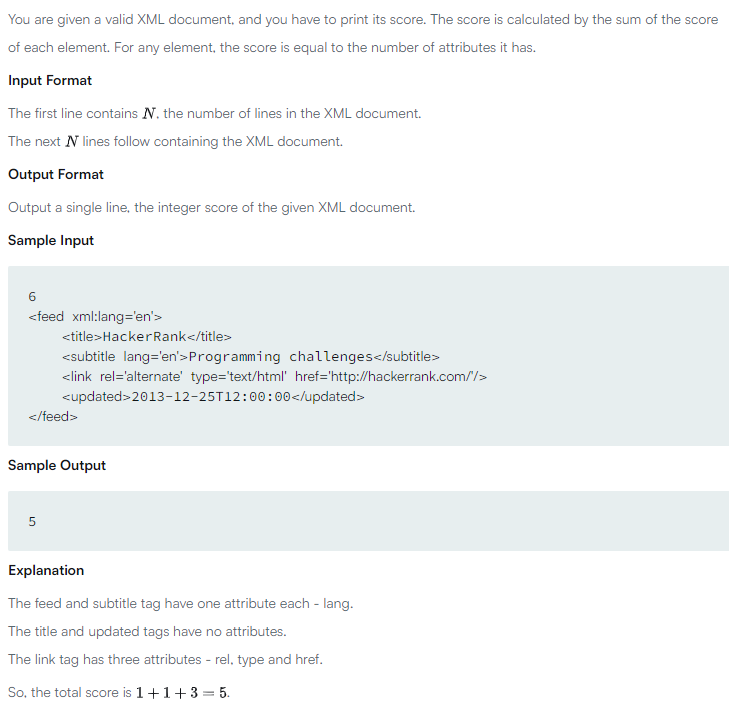 You are given a valid XML document, and you have to print its score. The score is calculated by the sum of the score
of each element. For any element, the score is equal to the number of attributes it has.
Input Format
The first line contains N, the number of lines in the XML document.
The next N lines follow containing the XML document.
Output Format
Output a single line, the integer score of the given XML document.
Sample Input
6
<feed xml:lang='en'>
    <title>HackerRank</title>
    <subtitle lang='en'>Programming challenges</subtitle>
    <link rel='alternate' type='text/html' href='http://hackerrank.com/'/>
    <updated>2013-12-25T12:00:00</updated>
</feed>
Sample Output
5
Explanation
The feed and subtitle tag have one attribute each - lang.
The title and updated tags have no attributes.
The link tag has three attributes - rel, type and href.
So, the total score is 1 + 1 + 3 = 5.